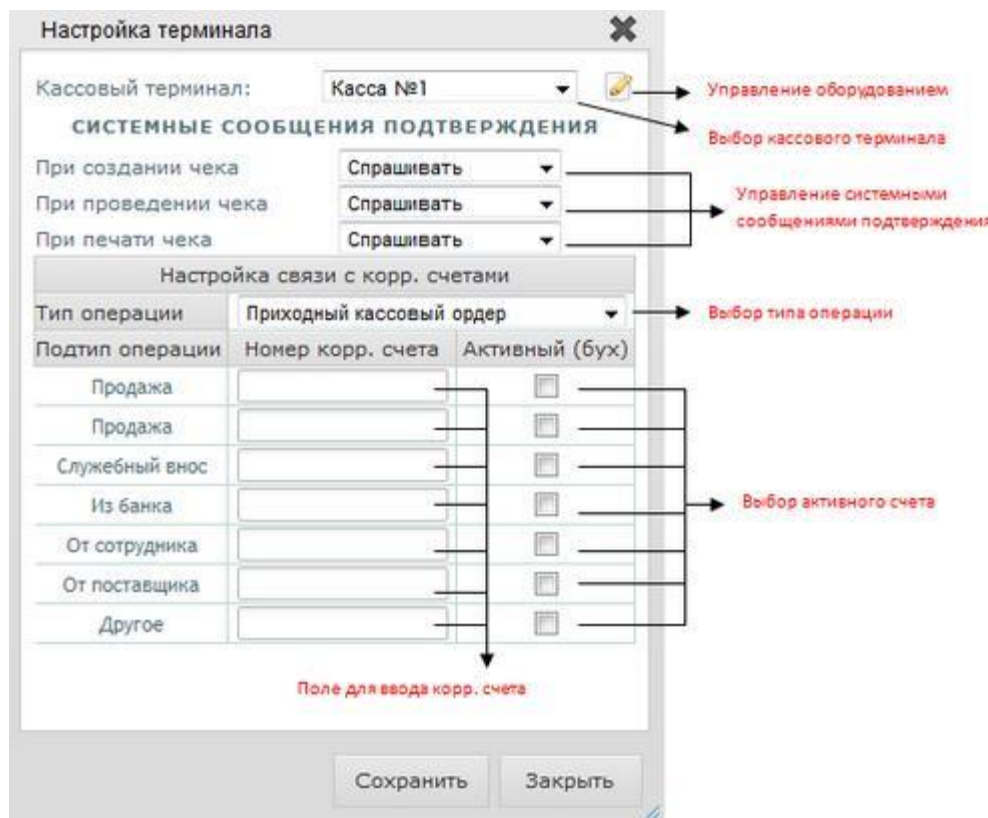 Настройка терминала
Кассовый терминал: Касса №1
Управление оборудованием
СИСТЕМНЫЕ СООБЩЕНИЯ ПОДТВЕРЖДЕНИЯ
Выбор кассового терминала
При создании чека Спрашивать
При проведении чека Спрашивать
При печати чека Спрашивать
Управление системными
сообщениями подтверждения
Настройка связи с корр. счетами
Тип операции Приходный кассовый ордер
Выбор типа операции
Подтип операции Номер корр. счета Активный (бух)
Продажа
Продажа
Служебный внос
Из банка
От сотрудника
От поставщика
Другое
Выбор активного счета
Поле для ввода корр. счета
Сохранить Закрыть